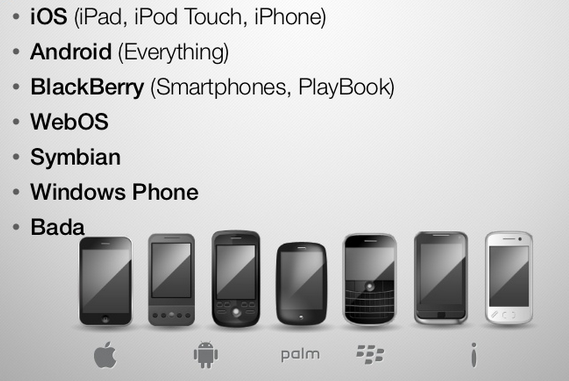 • iOS (iPad, iPod Touch, iPhone)
• Android (Everything)
• BlackBerry (Smartphones, PlayBook)
• WebOS
• Symbian
• Windows Phone
• Bada
palm